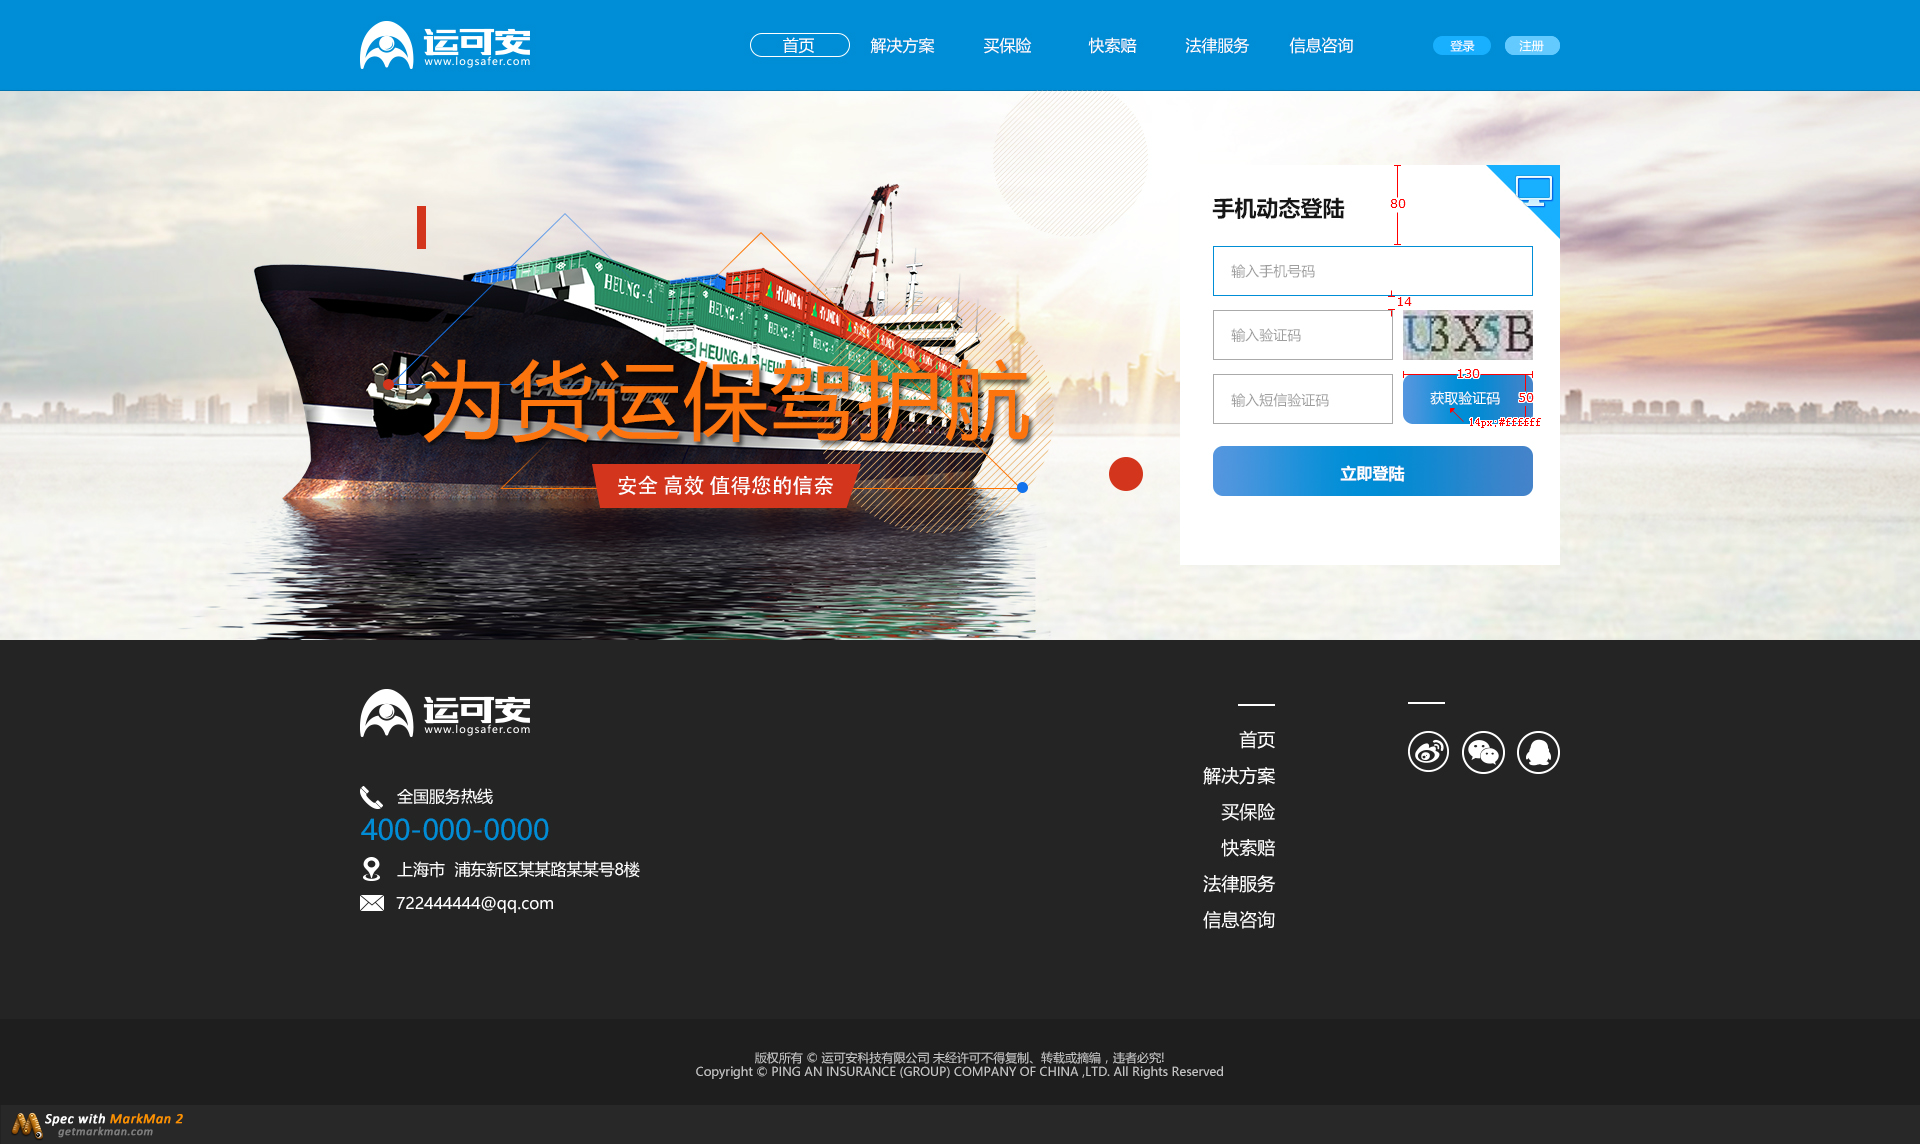 运可安
www.logsafer.com
首页 解决方案 买保险 快索赔 法律服务 信息咨询
登录 注册
手机动态登陆
80
输入手机号码
14
输入验证码
U3X5B
130
输入短信验证码
获取验证码
50
14px;#ffffff
立即登陆
HEUNG-A
HYUNDAI
HEUNG-A
HYUNDAI
HEUNG-A
为货运保驾护航
安全 高效 值得您的信奈
运可安
www.logsafer.com
全国服务热线
400-000-0000
上海市 浦东新区某某路某某号8楼
722444444@qq.com
首页
解决方案
买保险
快索赔
法律服务
信息咨询
版权所有 © 运可安科技有限公司 未经许可不得复制、转载或摘编，违者必究!
Copyright © PING AN INSURANCE (GROUP) COMPANY OF CHINA ,LTD. All Rights Reserved
Spec with MarkMan 2
getmarkman.com